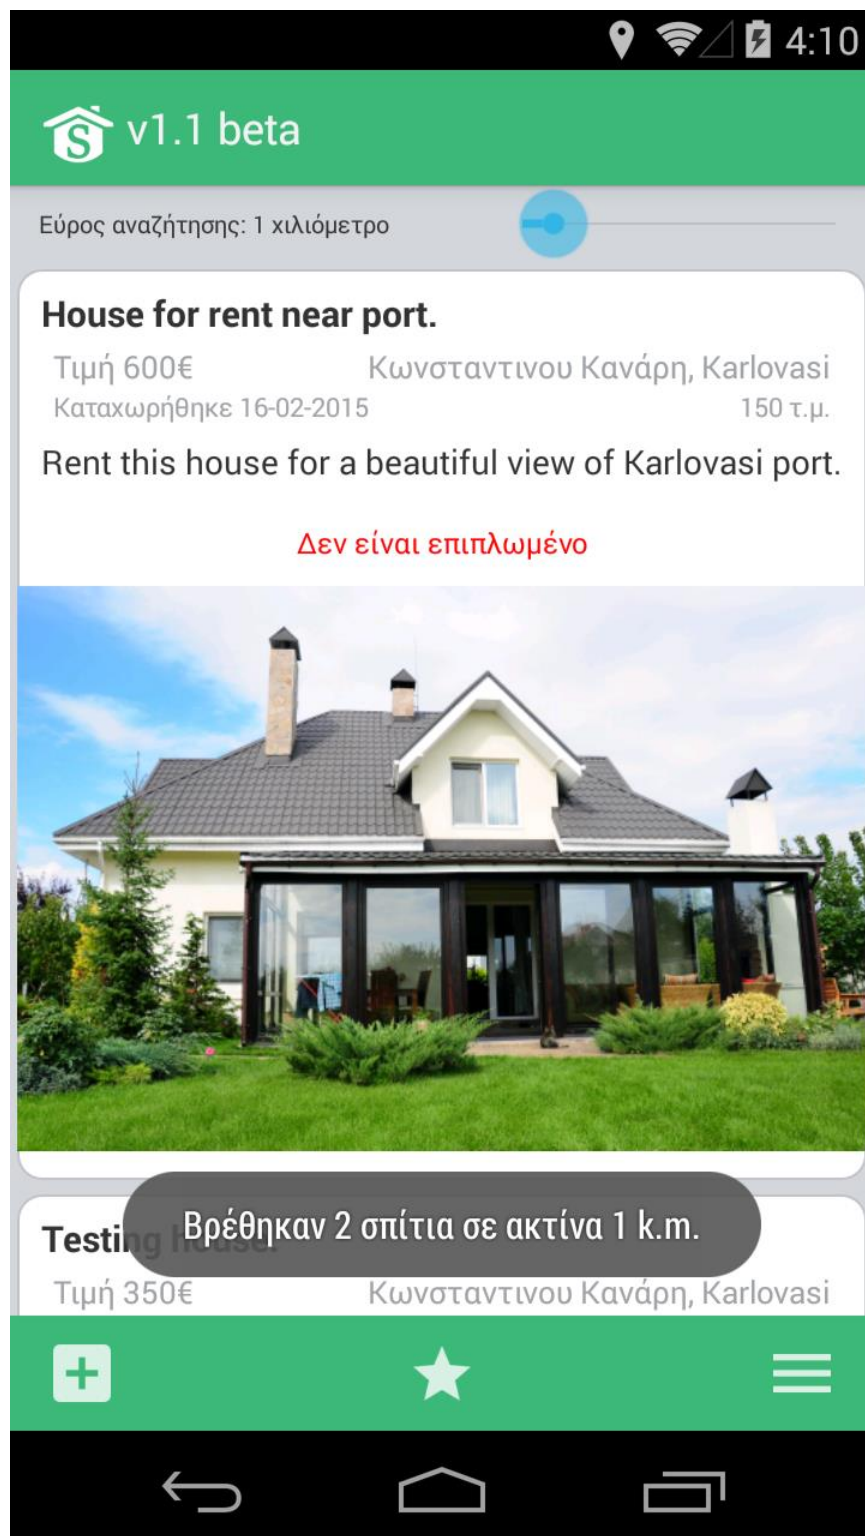 4:10
S v1.1 beta
Εύρος αναζήτησης: 1 χιλιόμετρο
House for rent near port.
Τιμή 600€ Κωνσταντινου Κανάρη, Karlovasi
Καταχωρήθηκε 16-02-2015 150 τ.μ.
Rent this house for a beautiful view of Karlovasi port.
Δεν είναι επιπλωμένο
Testing house.
Βρέθηκαν 2 σπίτια σε ακτίνα 1 k.m.
Τιμή 350€ Κωνσταντινου Κανάρη, Karlovasi